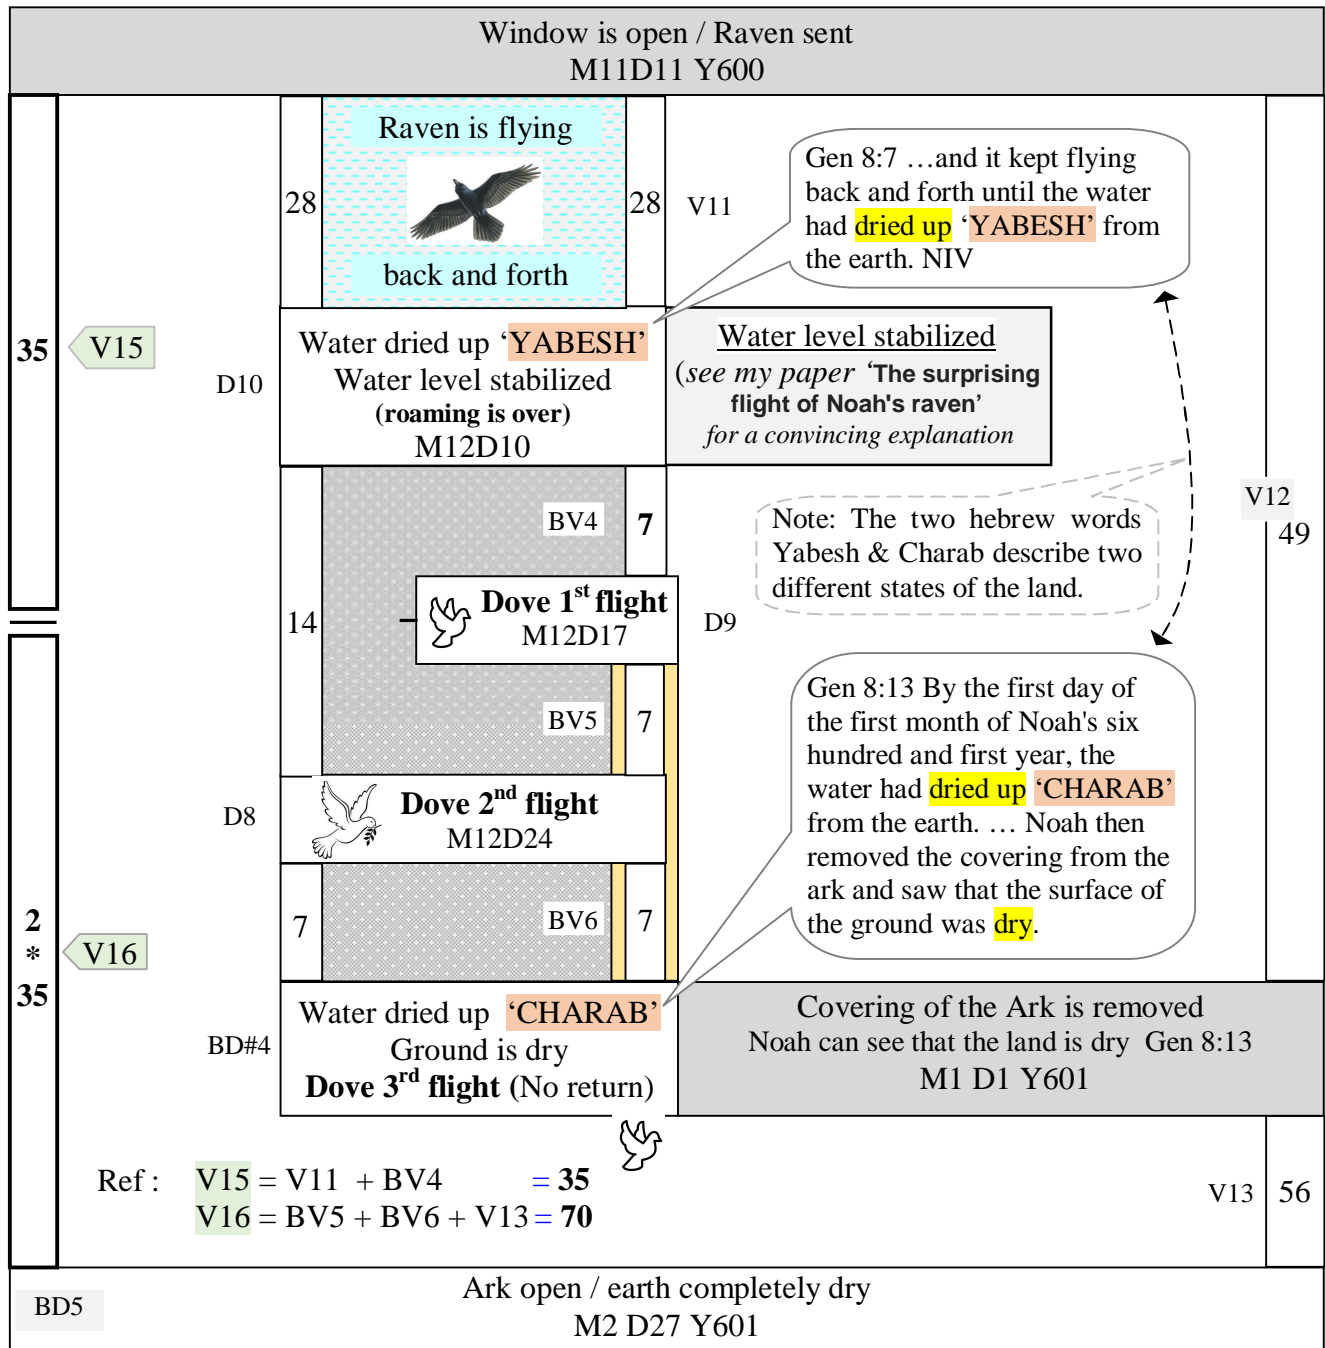 Window is open / Raven sent
M11D11 Y600
Raven is flying
28
28
V11
back and forth
Gen 8:7 …and it kept flying
back and forth until the water
had dried up ‘YABESH’ from
the earth. NIV
35
V15
D10
Water dried up ‘YABESH’
Water level stabilized
(roaming is over)
M12D10
Water level stabilized
(see my paper ‘The surprising
flight of Noah's raven’
for a convincing explanation
V12
49
BV4
7
Note: The two hebrew words
Yabesh & Charab describe two
different states of the land.
14
Dove 1st flight
M12D17
D9
BV5
7
Gen 8:13 By the first day of
the first month of Noah's six
hundred and first year, the
water had dried up ‘CHARAB’
from the earth. … Noah then
removed the covering from the
ark and saw that the surface of
the ground was dry.
D8
Dove 2nd flight
M12D24
2
*
35
V16
7
BV6
7
BD#4
Water dried up ‘CHARAB’
Ground is dry
Dove 3rd flight (No return)
Covering of the Ark is removed
Noah can see that the land is dry Gen 8:13
M1 D1 Y601
Ref : V15 = V11 + BV4 = 35
V16 = BV5 + BV6 + V13 = 70
V13
56
BD5
Ark open / earth completely dry
M2 D27 Y601